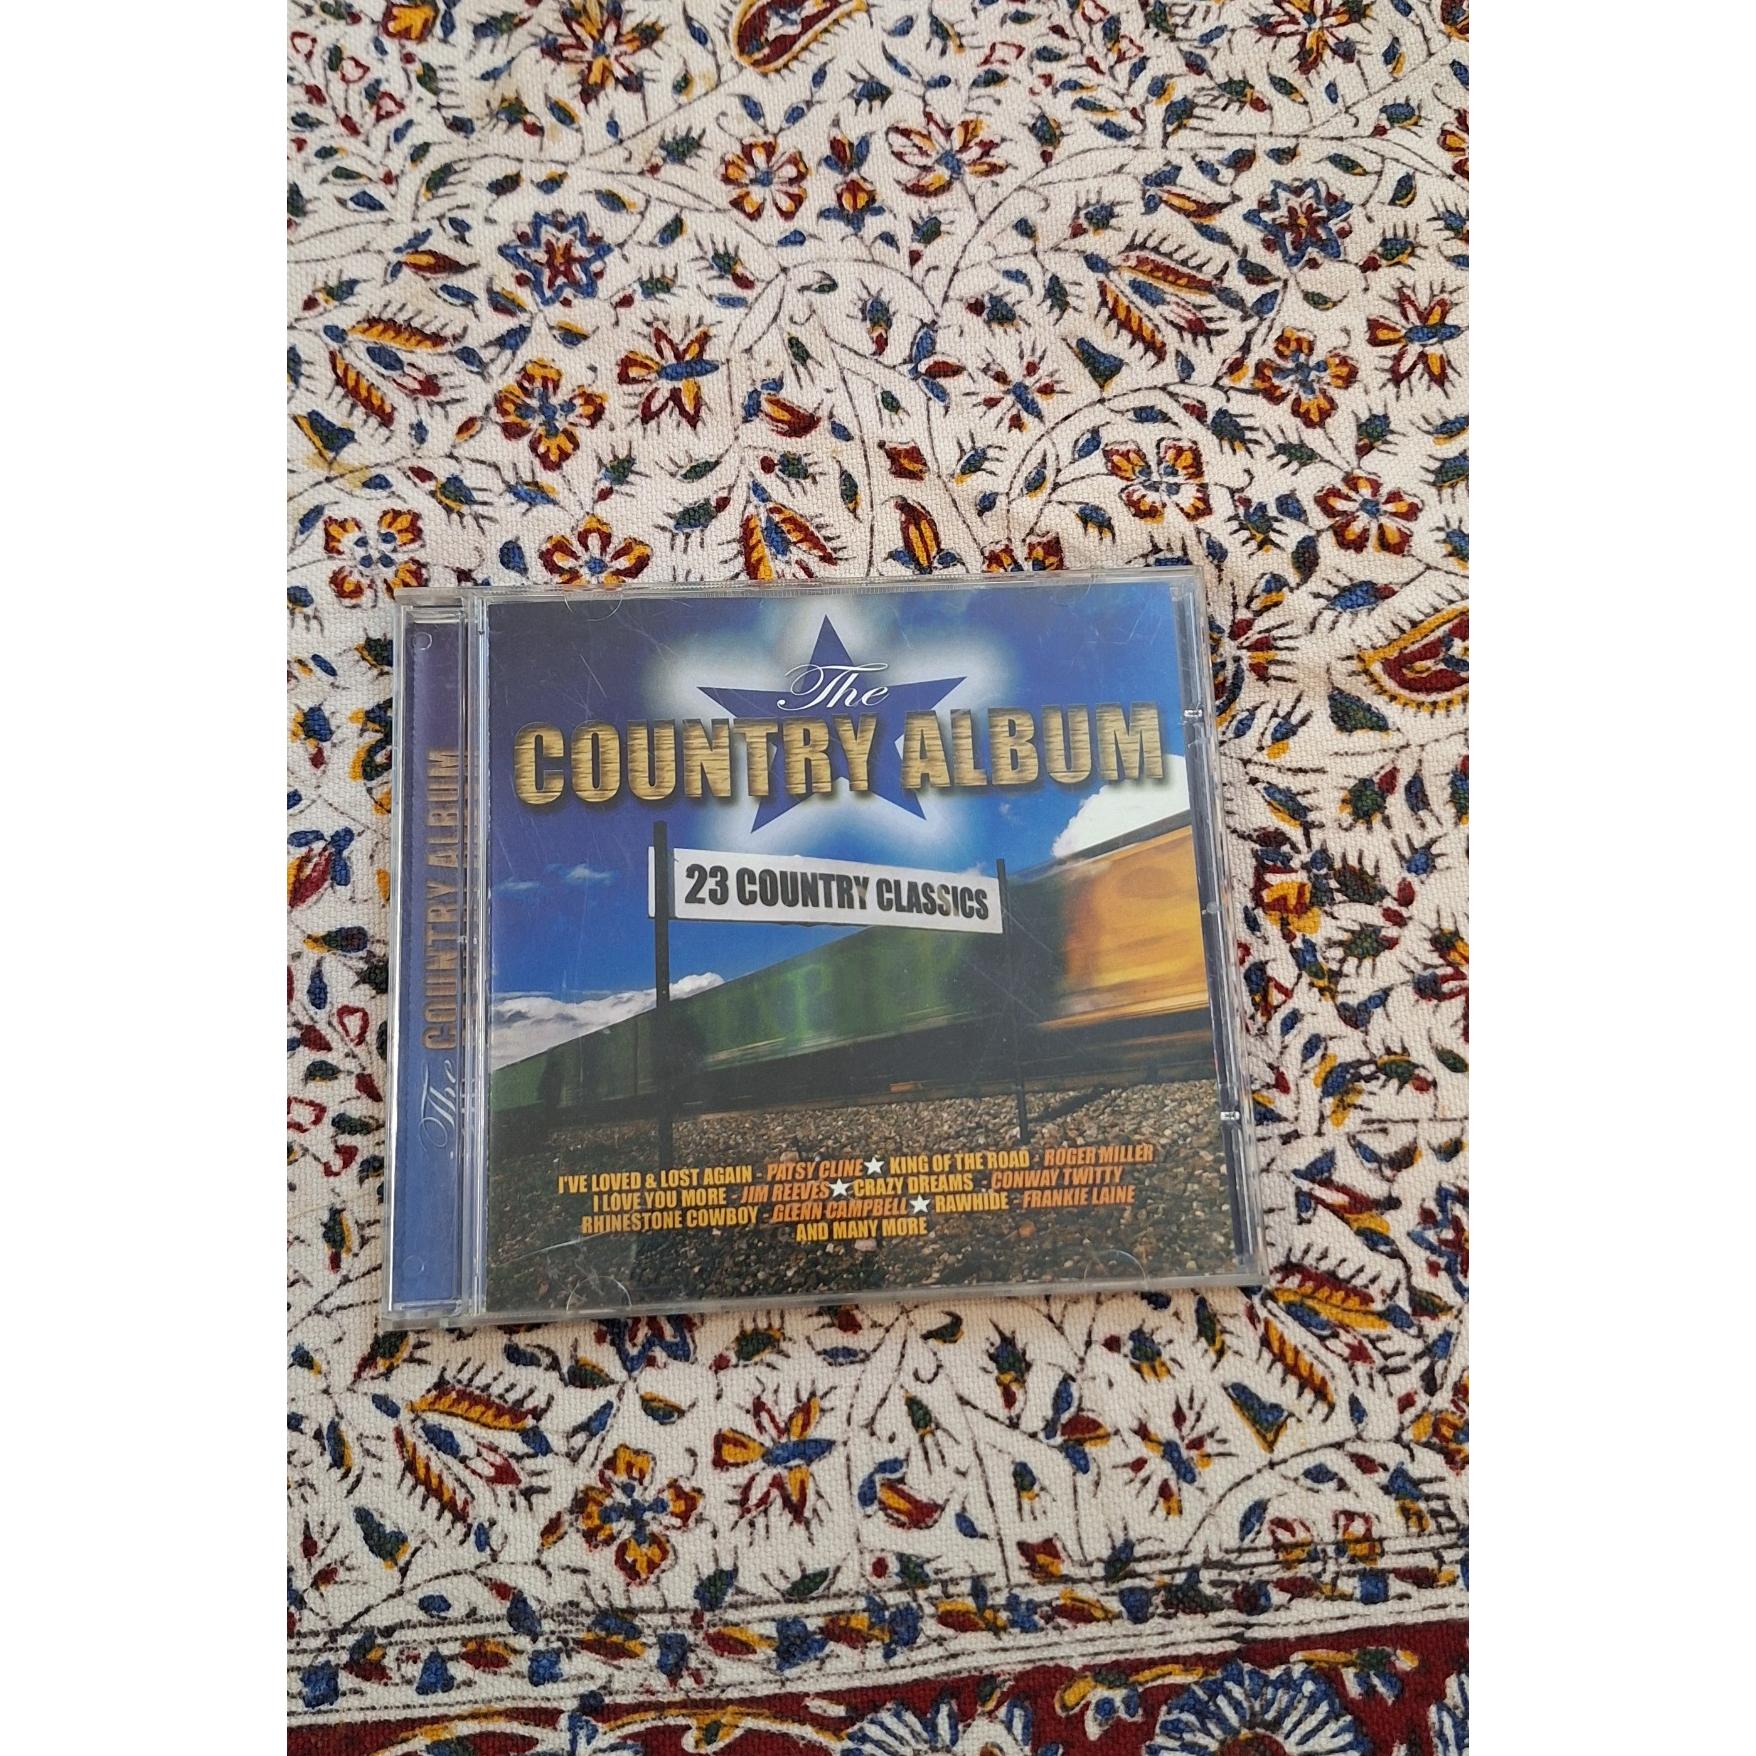 The
COUNTRY ALBUM
23 COUNTRY CLASSICS
I'VE LOVED & LOST AGAIN - PATSY CLINE ★ KING OF THE ROAD - ROGER MILLER
I LOVE YOU MORE - JIM REEVES ★ CRAZY DREAMS - CONWAY TWITTY
RHINESTONE COWBOY - GLENN CAMPBELL ★ RAWHIDE - FRANKIE LAINE
AND MANY MORE
The COUNTRY ALBUM